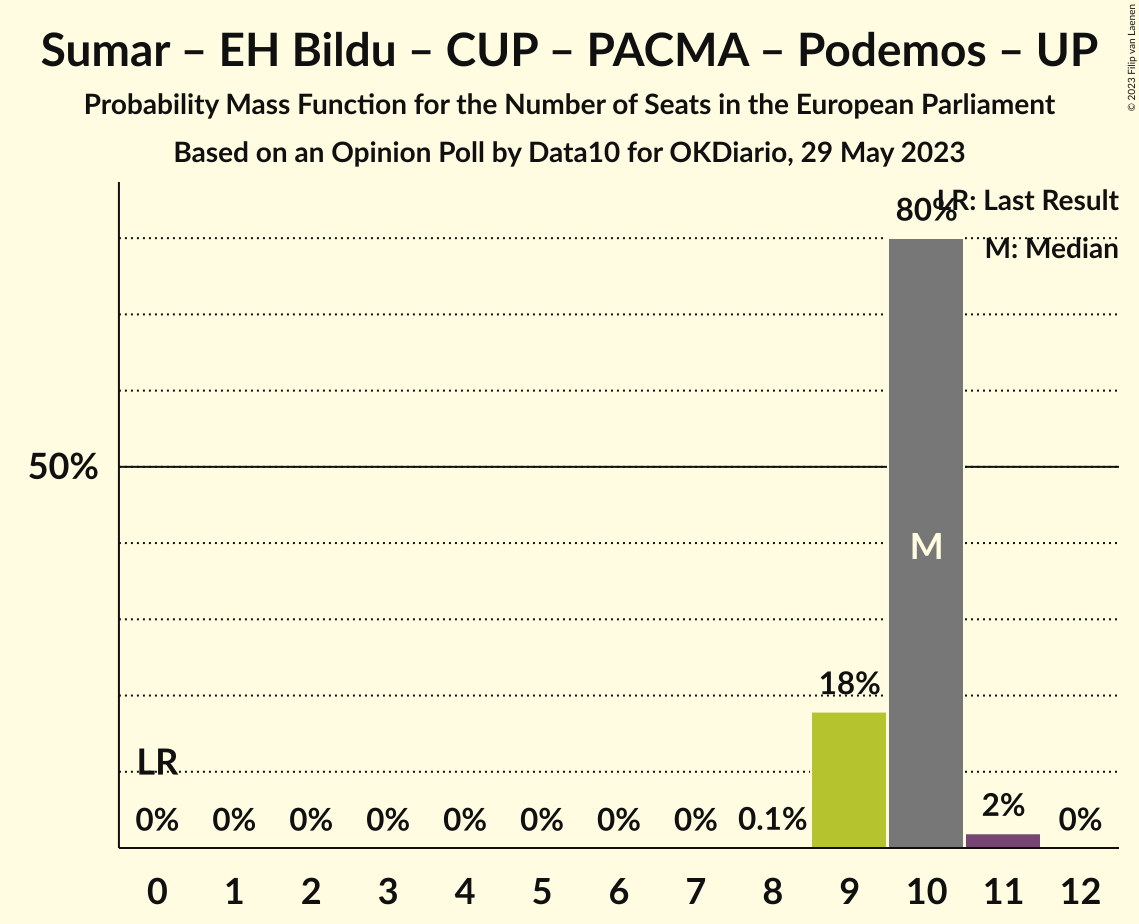 Sumar – EH Bildu – CUP – PACMA – Podemos – UP
Probability Mass Function for the Number of Seats in the European Parliament
Based on an Opinion Poll by Data10 for OKDiario, 29 May 2023
© 2023 Filip van Laenen
LR: Last Result
M: Median
80%
50%
M
18%
LR
0% 0% 0% 0% 0% 0% 0% 0% 0.1% 2% 0%
0 1 2 3 4 5 6 7 8 9 10 11 12